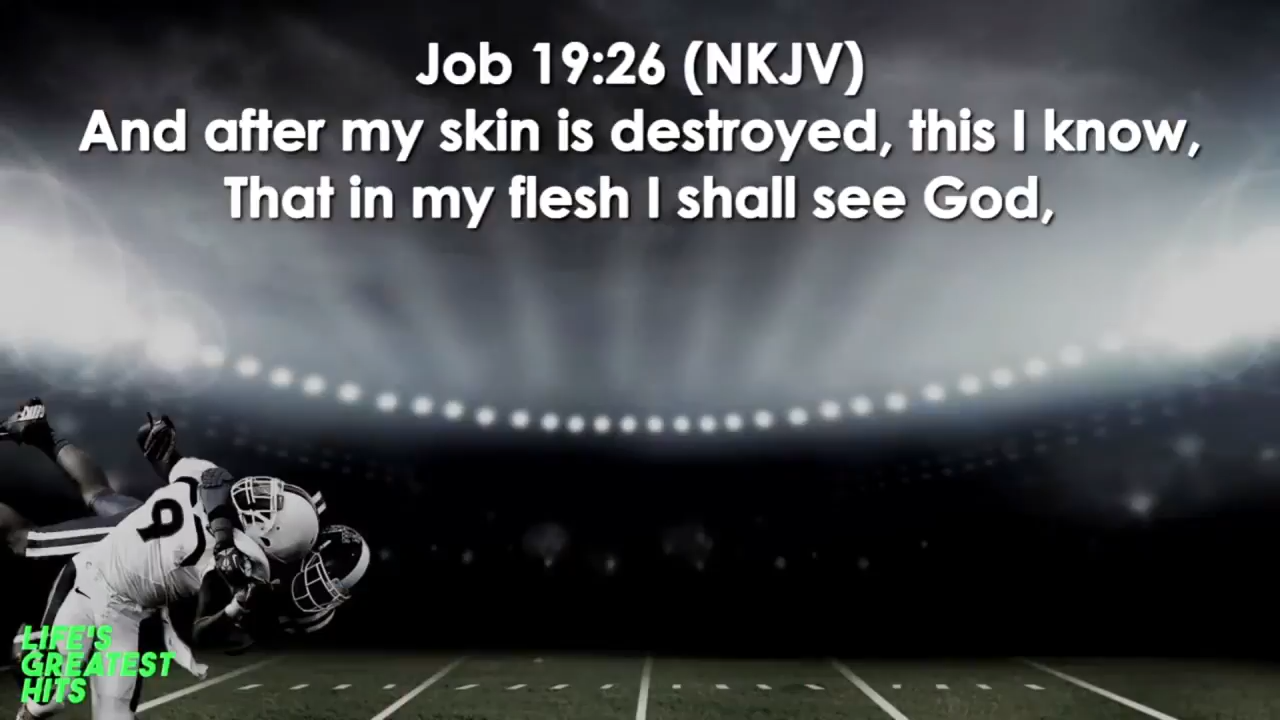 Job 19:26 (NKJV)
And after my skin is destroyed, this I know,
That in my flesh I shall see God,
9
LIFE'S
GREATEST
HITS